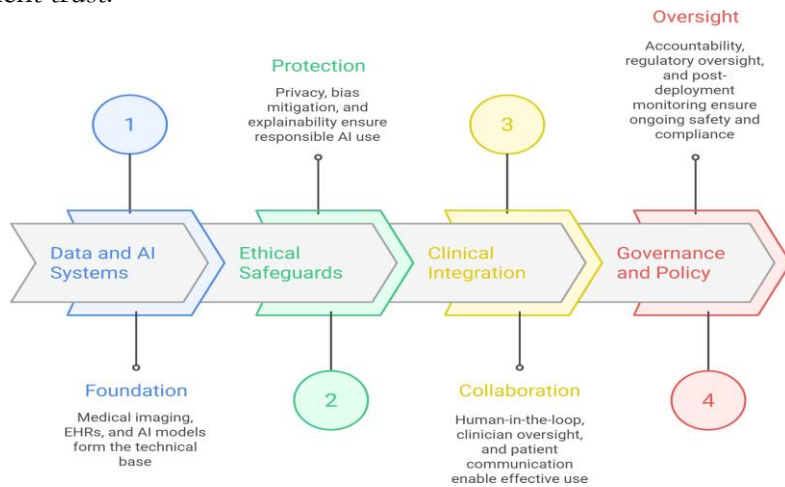 Oversight
Accountability,
regulatory oversight,
and post-
deployment
monitoring ensure
ongoing safety and
compliance
Protection
Privacy, bias
mitigation, and
explainability ensure
responsible AI use
1
3
Data and AI
Systems
Ethical
Safeguards
Clinical
Integration
Governance
and Policy
Foundation
Medical imaging,
EHRs, and AI models
form the technical
base
2
Collaboration
Human-in-the-loop,
clinician oversight,
and patient
communication
enable effective use
4